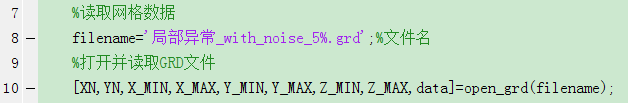 7 %读取网格数据
8 — filename='局部异常_with_noise_5%.grd';%文件名
9 %打开并读取GRD文件
10 — [XN,YN,X_MIN,X_MAX,Y_MIN,Y_MAX,Z_MIN,Z_MAX,data]=open_grd(filename);